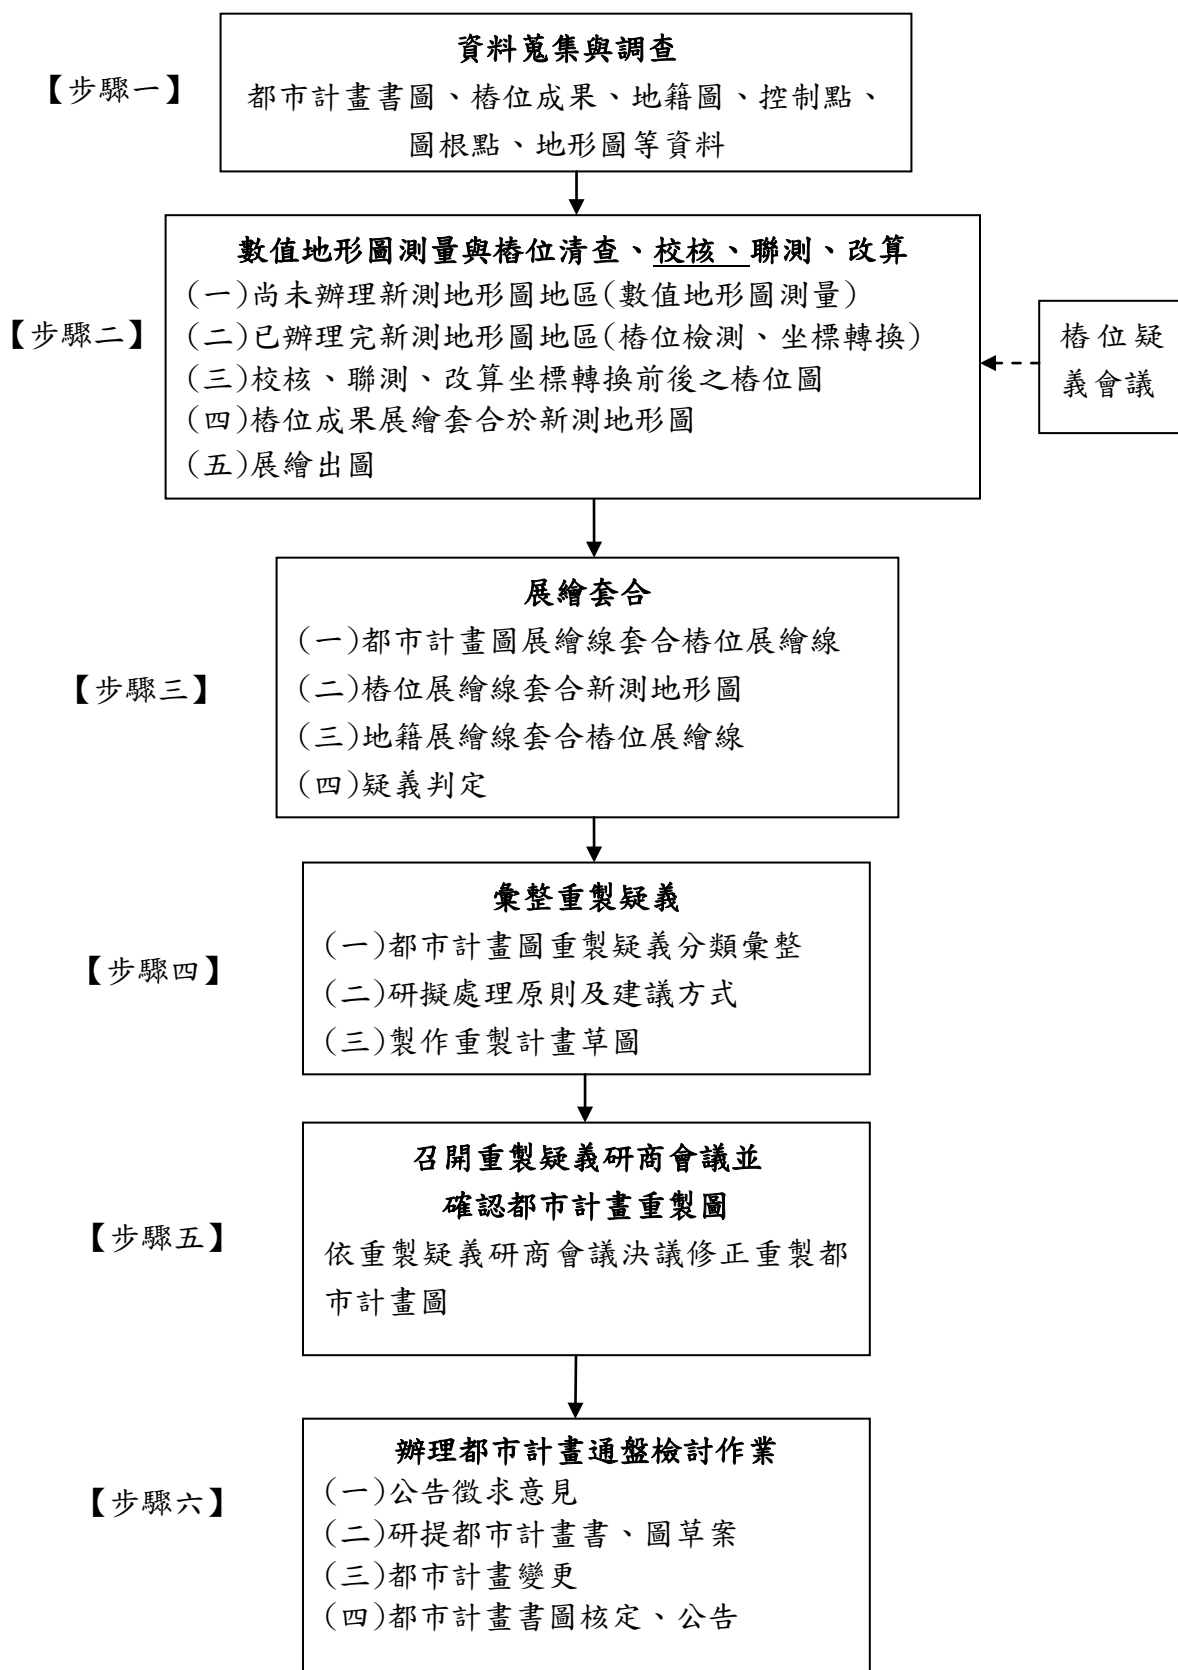 資料蒐集與調查
【步驟一】
都市計畫書圖、樁位成果、地籍圖、控制點、
圖根點、地形圖等資料
數值地形圖測量與樁位清查、校核、聯測、改算
(一)尚未辦理新測地形圖地區(數值地形圖測量)
【步驟二】
(二)已辦理完新測地形圖地區(樁位檢測、坐標轉換)
(三)校核、聯測、改算坐標轉換前後之樁位圖
(四)樁位成果展繪套合於新測地形圖
(五)展繪出圖
樁位疑
義會議
展繪套合
(一)都市計畫圖展繪線套合樁位展繪線
【步驟三】
(二)樁位展繪線套合新測地形圖
(三)地籍展繪線套合樁位展繪線
(四)疑義判定
彙整重製疑義
(一)都市計畫圖重製疑義分類彙整
【步驟四】
(二)研擬處理原則及建議方式
(三)製作重製計畫草圖
召開重製疑義研商會議並
確認都市計畫重製圖
【步驟五】
依重製疑義研商會議決議修正重製都
市計畫圖
辦理都市計畫通盤檢討作業
【步驟六】
(一)公告徵求意見
(二)研提都市計畫書、圖草案
(三)都市計畫變更
(四)都市計畫書圖核定、公告